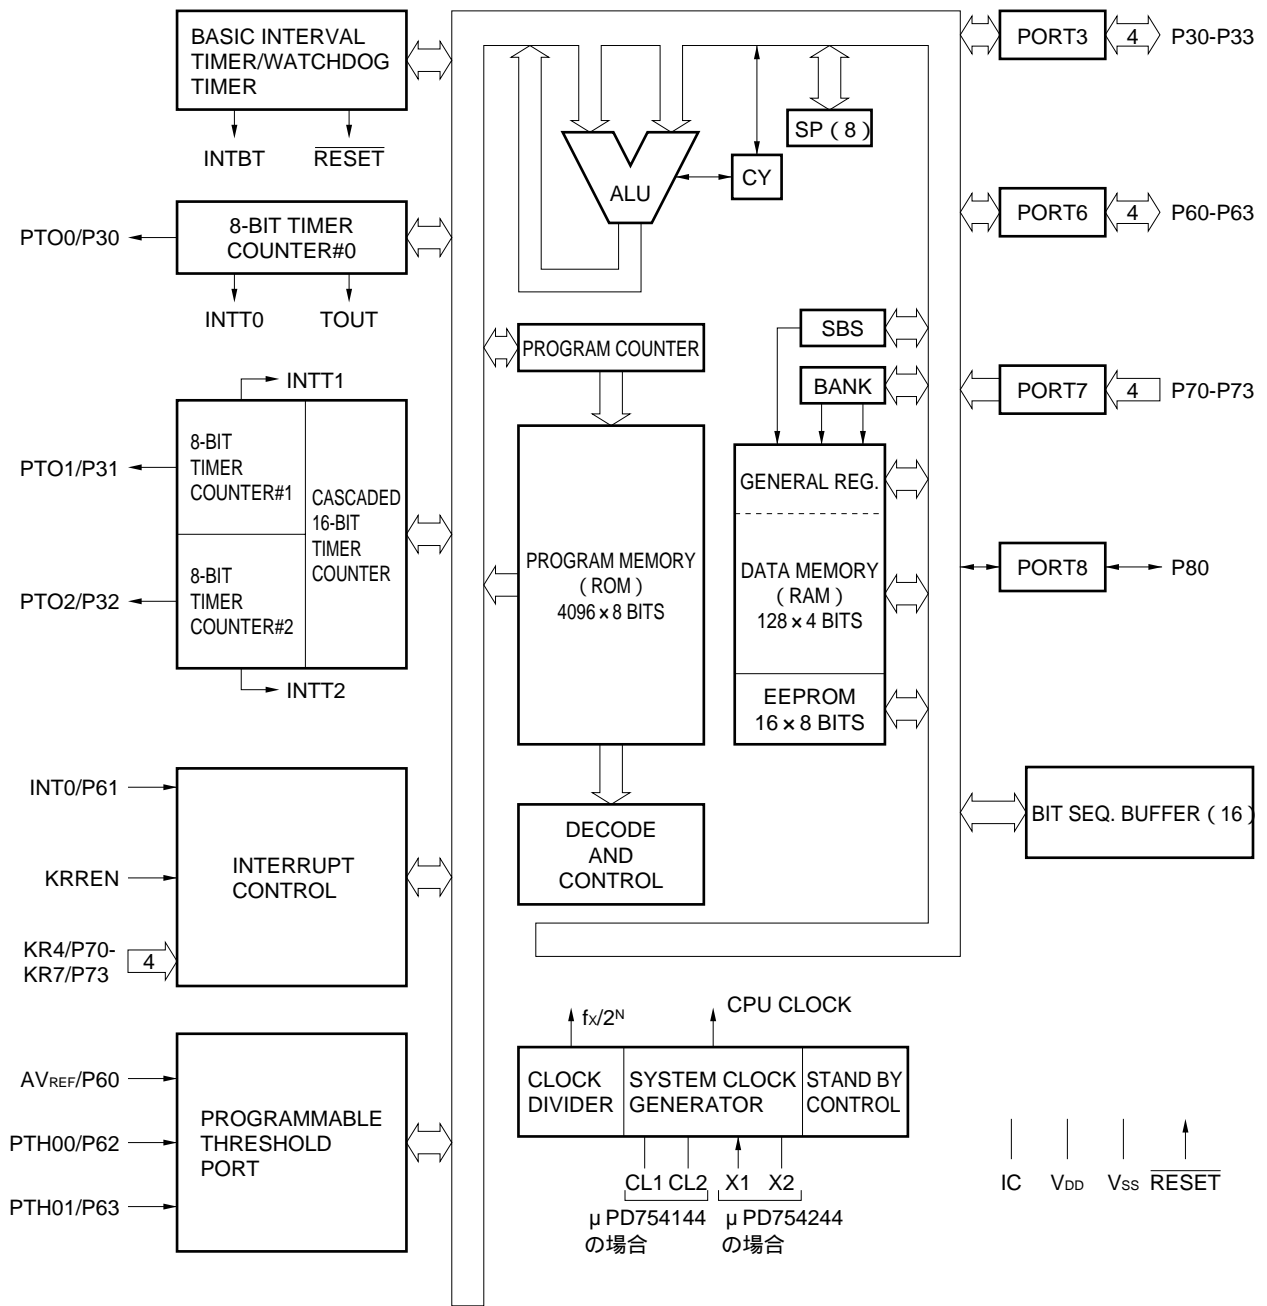 BASIC INTERVAL
TIMER/WATCHDOG
TIMER
INTBT
RESET
PTO0/P30
8-BIT TIMER
COUNTER#0
INTT0
TOUT
INTT1
PTO1/P31
8-BIT
TIMER
COUNTER#1
CASCADED
16-BIT
TIMER
COUNTER
PTO2/P32
8-BIT
TIMER
COUNTER#2
INTT2
INT0/P61
KRREN
KR4/P70-
KR7/P73
4
INTERRUPT
CONTROL
AVREF/P60
PTH00/P62
PTH01/P63
PROGRAMMABLE
THRESHOLD
PORT
ALU
CY
SP ( 8 )
PROGRAM COUNTER
PROGRAM MEMORY
( ROM )
4096 × 8 BITS
DECODE
AND
CONTROL
SBS
BANK
GENERAL REG.
DATA MEMORY
( RAM )
128 × 4 BITS
EEPROM
16 × 8 BITS
fx/2ᴺ
CPU CLOCK
CLOCK
DIVIDER
SYSTEM CLOCK
GENERATOR
STAND BY
CONTROL
CL1 CL2
X1 X2
μ PD754144
の場合
μ PD754244
の場合
PORT3
4
P30-P33
PORT6
4
P60-P63
PORT7
4
P70-P73
PORT8
P80
BIT SEQ. BUFFER ( 16 )
IC
VDD
VSS
RESET